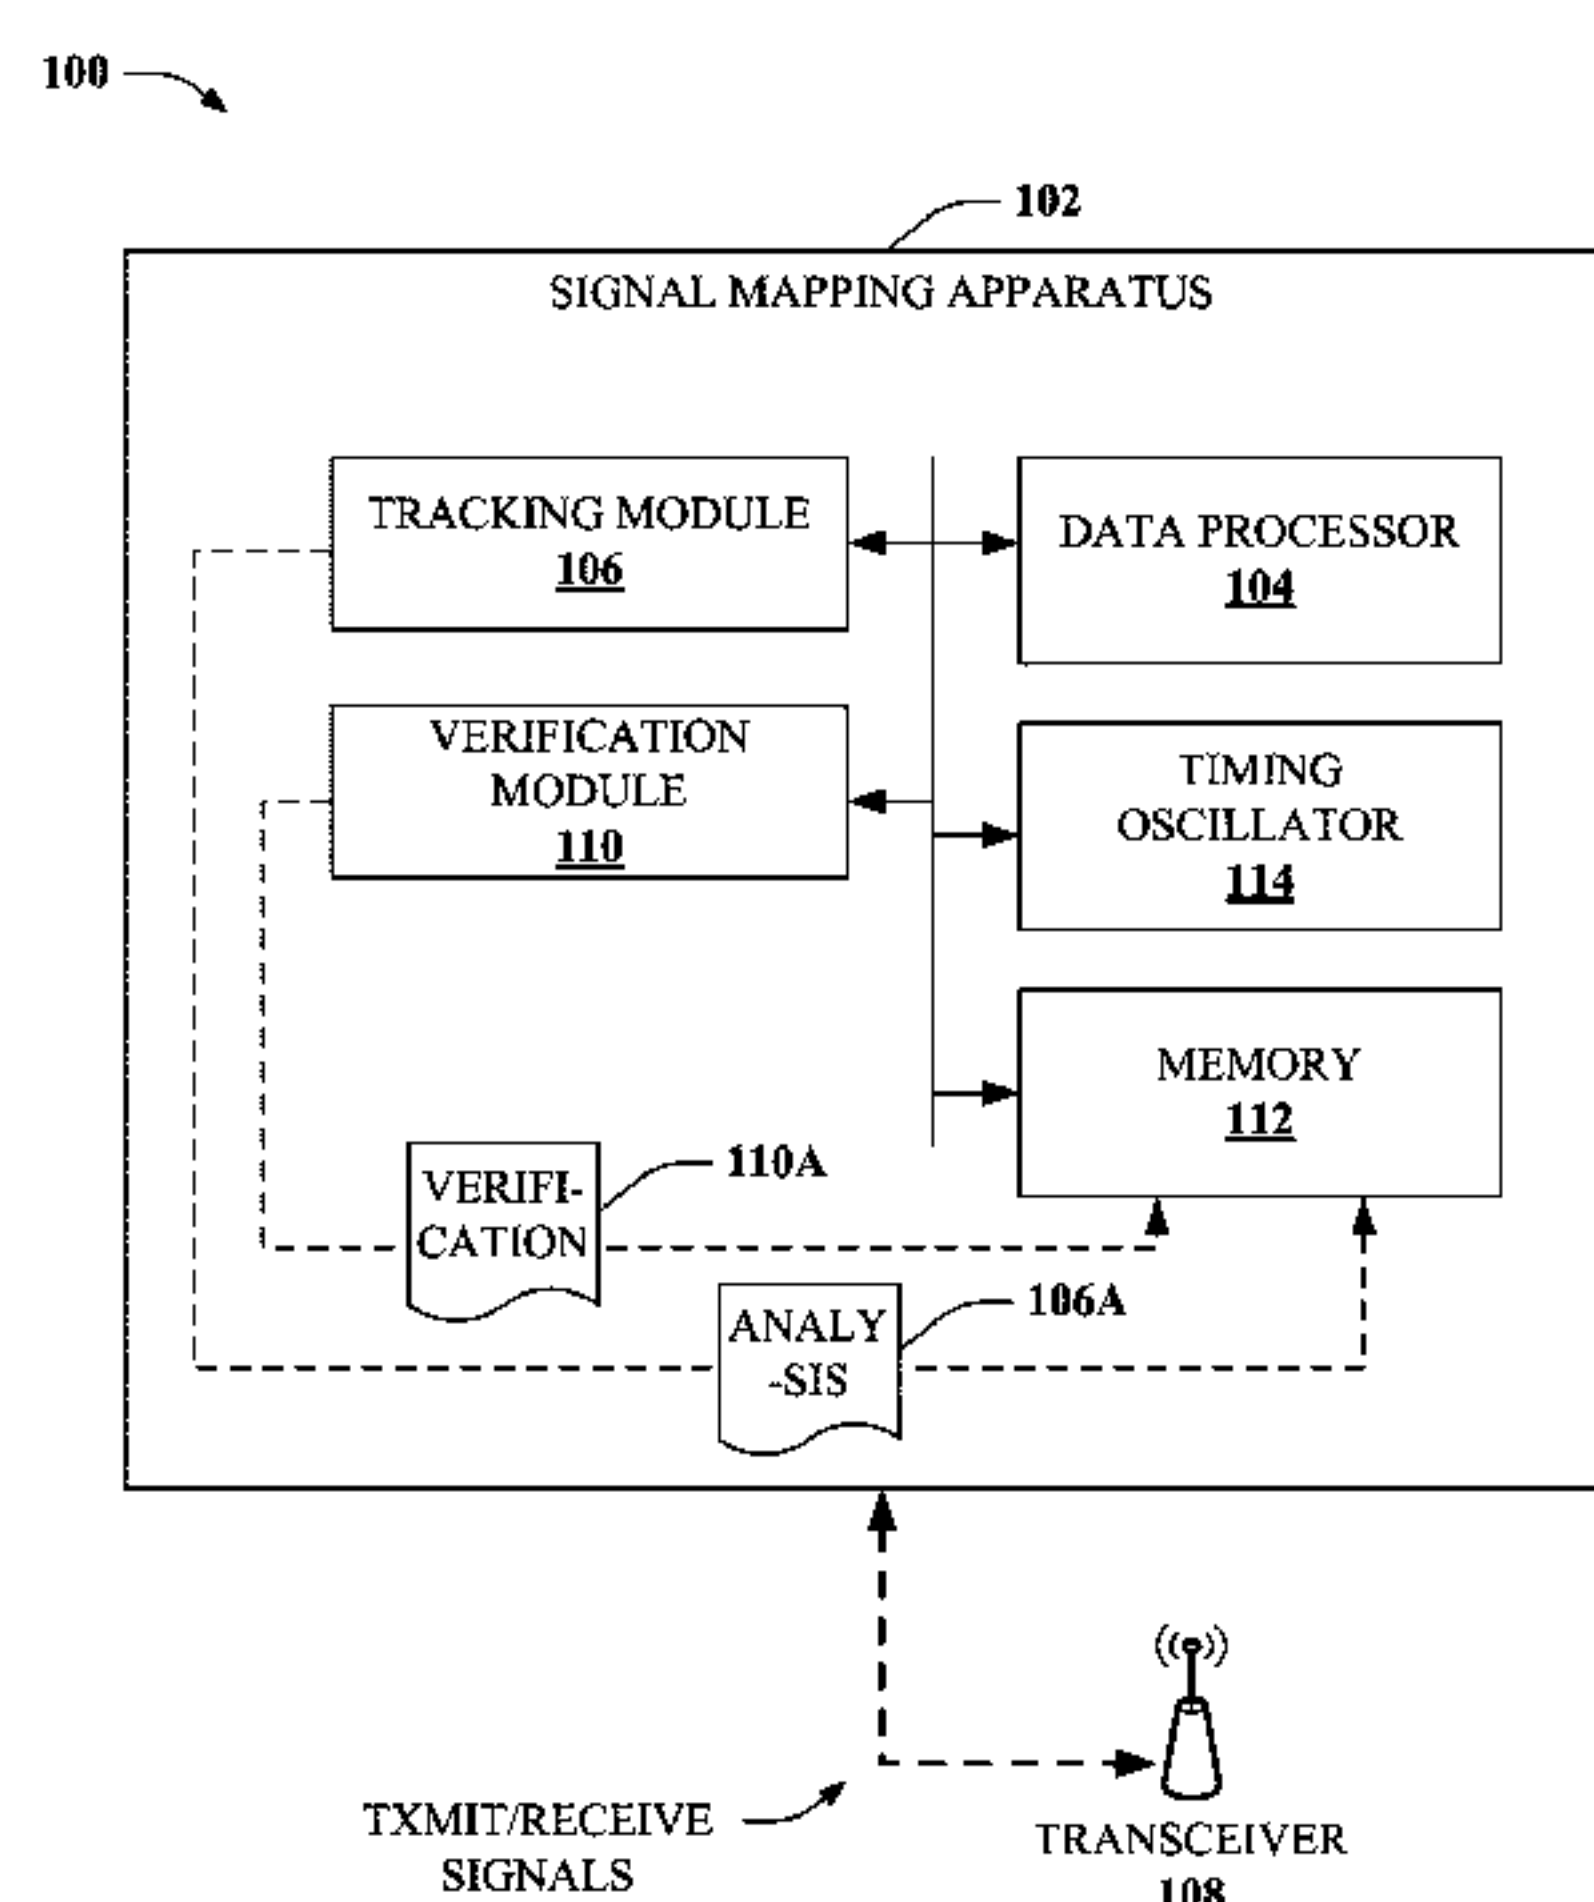 100
102
SIGNAL MAPPING APPARATUS
TRACKING MODULE
106
DATA PROCESSOR
104
VERIFICATION
MODULE
110
TIMING
OSCILLATOR
114
MEMORY
112
VERIFI-
CATION
110A
ANALY
-SIS
106A
TXMIT/RECEIVE
SIGNALS
TRANSCEIVER
108